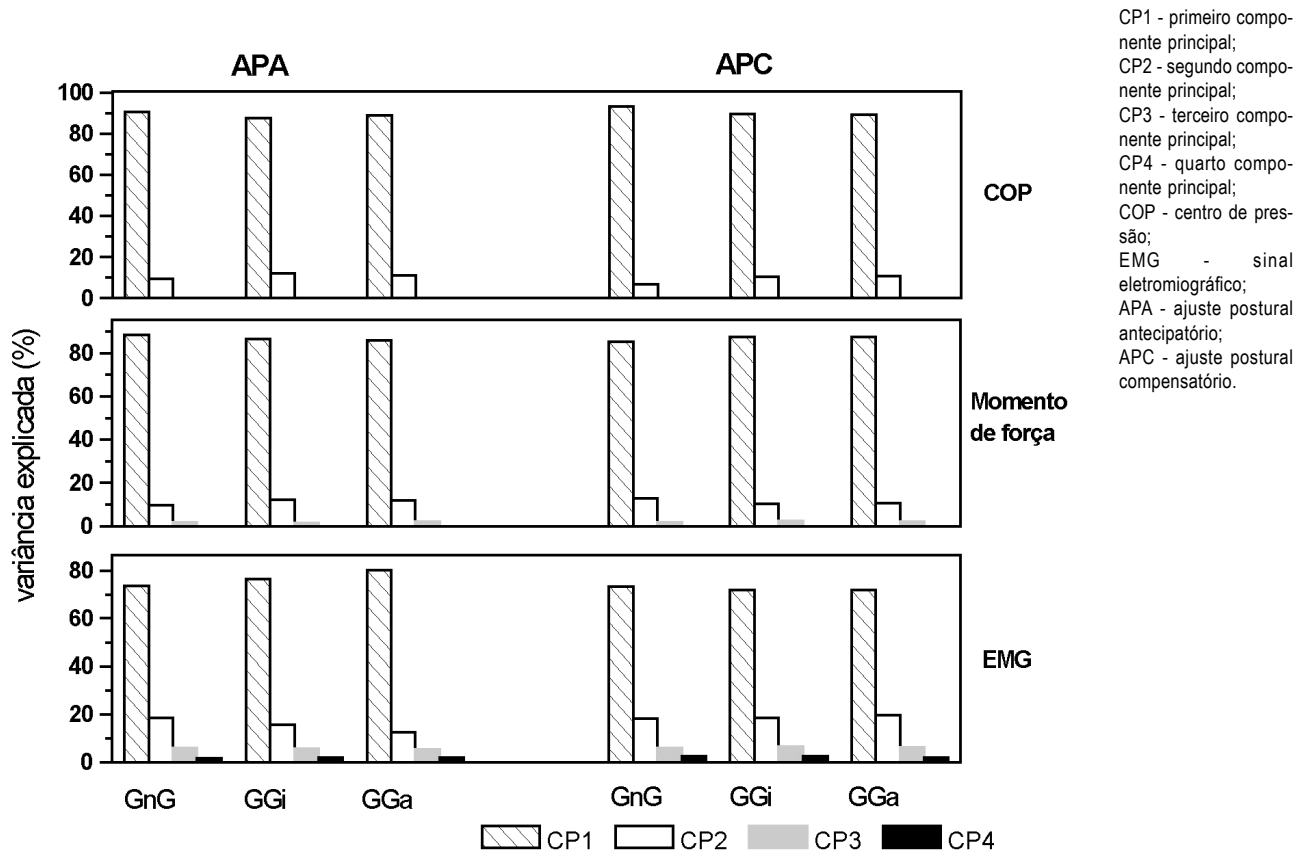 APA APC
100
80
60
40
20
0
COP
80
60
40
20
0
Momento
de força
80
60
40
20
0
EMG
variância explicada (%)
GnG GGi GGa GnG GGi GGa
CP1 CP2 CP3 CP4
CP1 - primeiro compo-
nente principal;
CP2 - segundo compo-
nente principal;
CP3 - terceiro compo-
nente principal;
CP4 - quarto compo-
nente principal;
COP - centro de pres-
são;
EMG - sinal
eletromiográfico;
APA - ajuste postural
antecipatório;
APC - ajuste postural
compensatório.